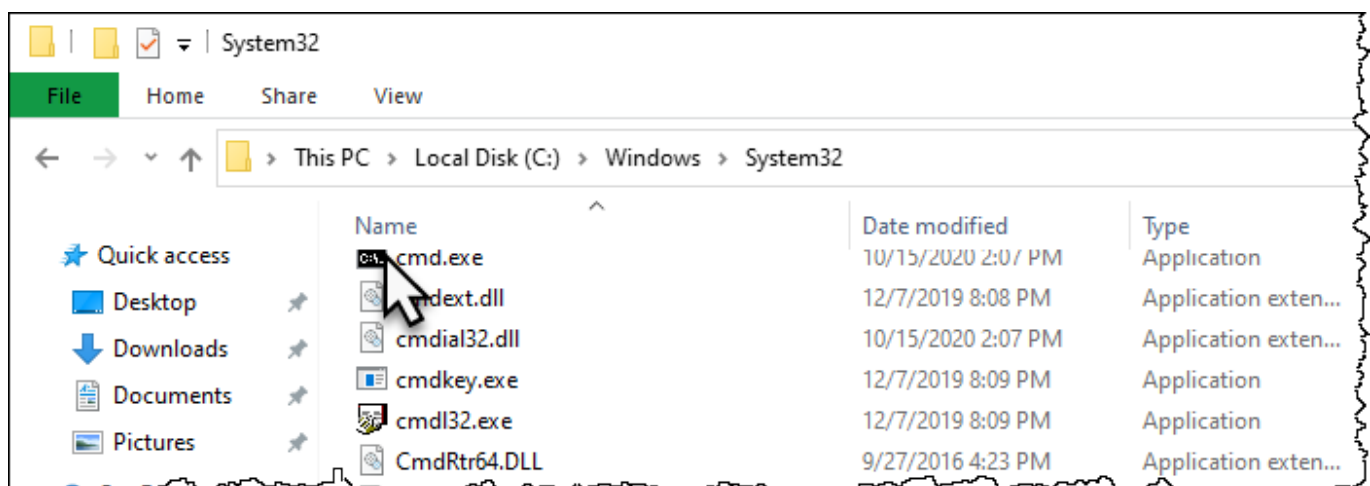 System32
File Home Share View
This PC > Local Disk (C:) > Windows > System32
Name Date modified Type
Quick access
Desktop
Downloads
Documents
Pictures
cmd.exe 10/15/2020 2:07 PM Application
dext.dll 12/7/2019 8:08 PM Application exten...
cmdial32.dll 10/15/2020 2:07 PM Application exten...
cmdkey.exe 12/7/2019 8:09 PM Application
cmdl32.exe 12/7/2019 8:09 PM Application
CmdRtr64.DLL 9/27/2016 4:23 PM Application exten...